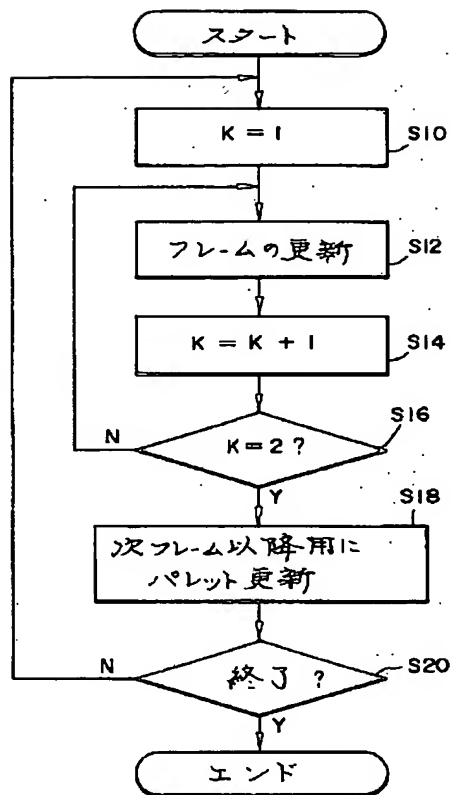 スタート
K = 1
S10
フレームの更新
S12
K = K + 1
S14
K = 2 ?
S16
N
Y
S18
次フレーム以降用に
パレット更新
終了 ?
S20
N
Y
エンド